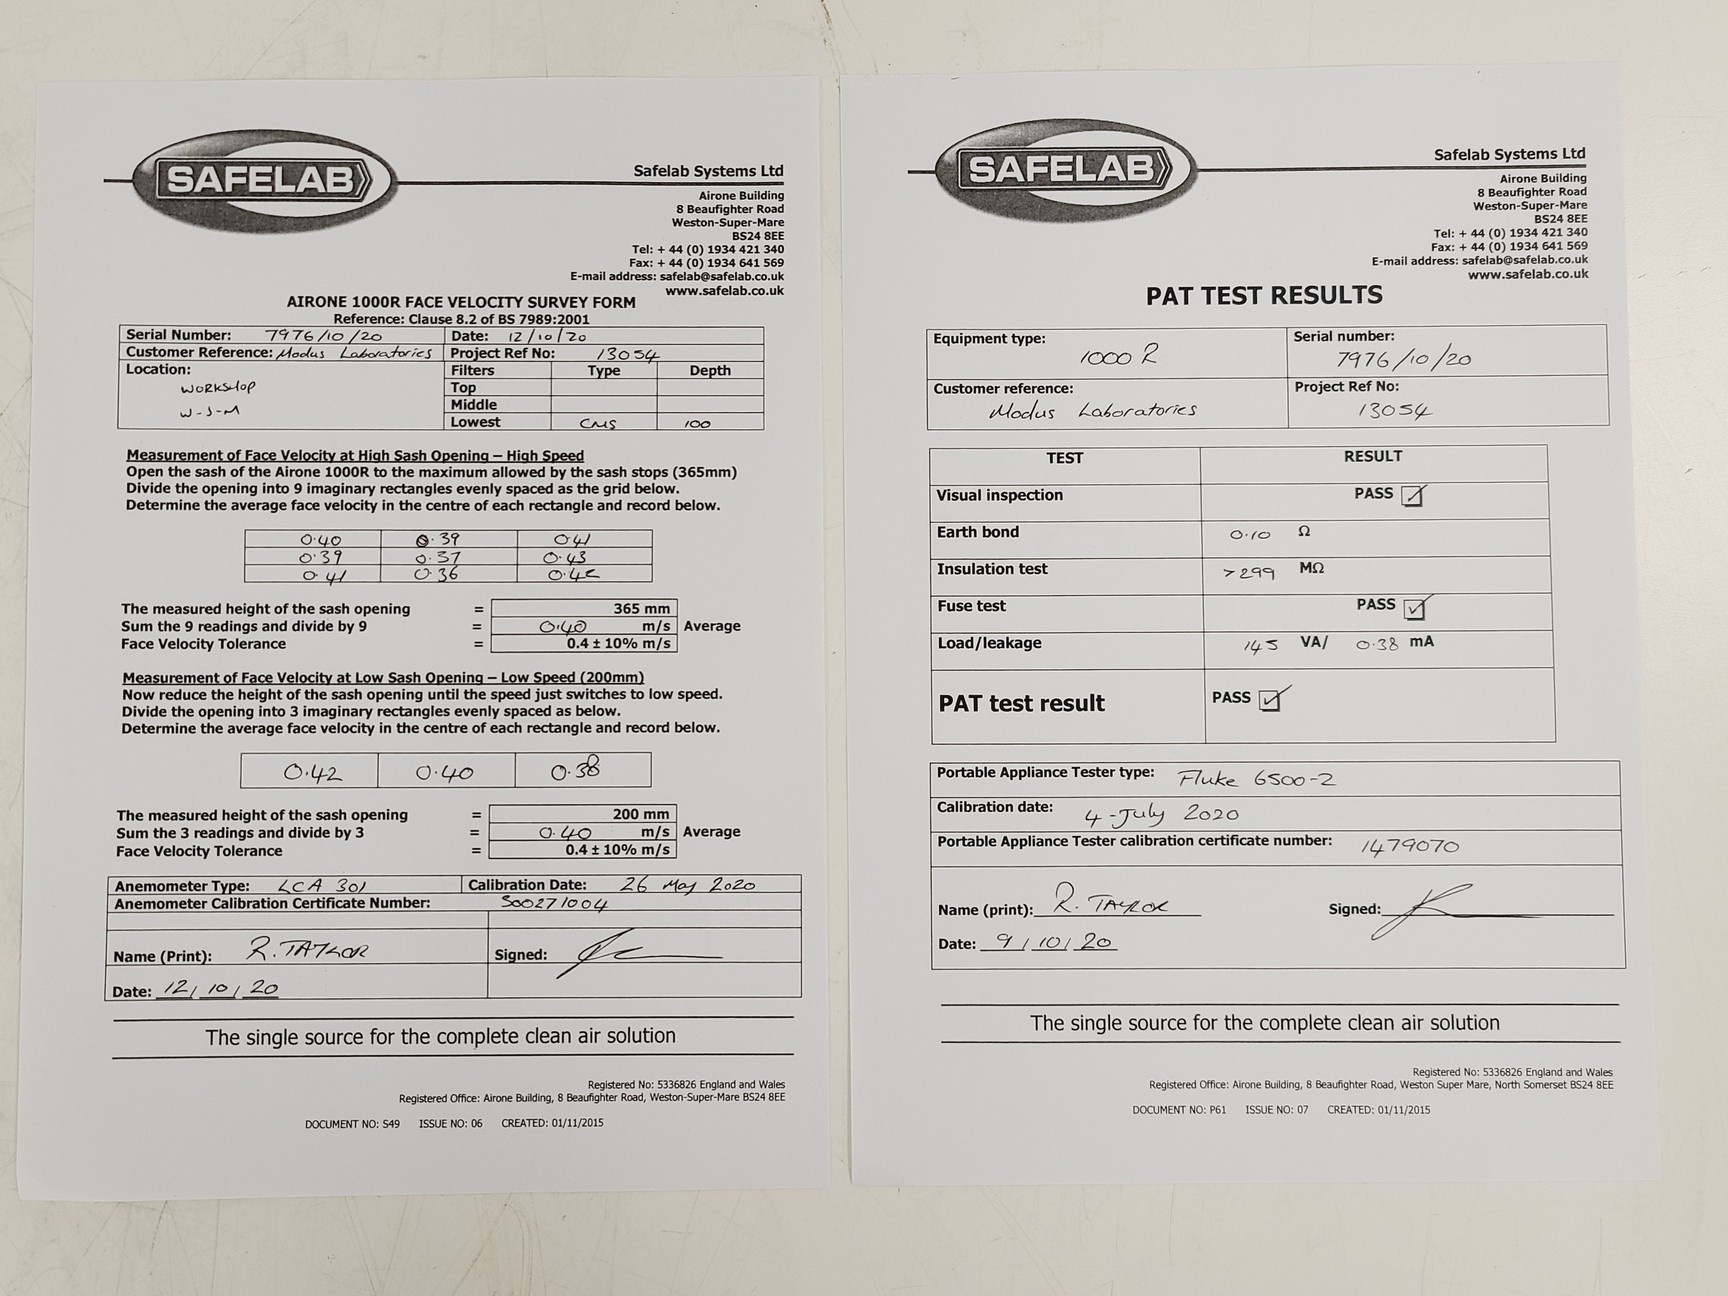 SAFELAB
Safelab Systems Ltd
Airone Building
8 Beaufighter Road
Weston-Super-Mare
BS24 8EE
Tel: + 44 (0) 1934 421 340
Fax: + 44 (0) 1934 641 569
E-mail address: safelab@safelab.co.uk
www.safelab.co.uk
AIRONE 1000R FACE VELOCITY SURVEY FORM
Reference: Clause 8.2 of BS 7989:2001
Serial Number: 7976/10/20 Date: 12/10/20
Customer Reference: Modus Laboratories Project Ref No: 13054
Location: Filters Type Depth
WORKSHOP Top
W-S-M Middle
Lowest CMS 100
Measurement of Face Velocity at High Sash Opening – High Speed
Open the sash of the Airone 1000R to the maximum allowed by the sash stops (365mm)
Divide the opening into 9 imaginary rectangles evenly spaced as the grid below.
Determine the average face velocity in the centre of each rectangle and record below.
0.40 0.39 0.41
0.39 0.37 0.43
0.41 0.36 0.42
The measured height of the sash opening = 365 mm
Sum the 9 readings and divide by 9 = 0.40 m/s Average
Face Velocity Tolerance = 0.4 ± 10% m/s
Measurement of Face Velocity at Low Sash Opening – Low Speed (200mm)
Now reduce the height of the sash opening until the speed just switches to low speed.
Divide the opening into 3 imaginary rectangles evenly spaced as below.
Determine the average face velocity in the centre of each rectangle and record below.
0.42 0.40 0.38
The measured height of the sash opening = 200 mm
Sum the 3 readings and divide by 3 = 0.40 m/s Average
Face Velocity Tolerance = 0.4 ± 10% m/s
Anemometer Type: LCA 301 Calibration Date: 26 May 2020
Anemometer Calibration Certificate Number: S00271004
Name (Print): R. TAYLOR Signed:
Date: 12/10/20
The single source for the complete clean air solution
Registered No: 5336826 England and Wales
Registered Office: Airone Building, 8 Beaufighter Road, Weston-Super-Mare BS24 8EE
DOCUMENT NO: S49 ISSUE NO: 06 CREATED: 01/11/2015
SAFELAB
Safelab Systems Ltd
Airone Building
8 Beaufighter Road
Weston-Super-Mare
BS24 8EE
Tel: + 44 (0) 1934 421 340
Fax: + 44 (0) 1934 641 569
E-mail address: safelab@safelab.co.uk
www.safelab.co.uk
PAT TEST RESULTS
Equipment type: Serial number:
1000 R 7976/10/20
Customer reference: Project Ref No:
Modus Laboratories 13054
TEST RESULT
Visual inspection PASS
Earth bond 0.10 Ω
Insulation test >299 MΩ
Fuse test PASS
Load/leakage 145 VA/ 0.38 mA
PAT test result PASS
Portable Appliance Tester type: Fluke 6500-2
Calibration date: 4-July 2020
Portable Appliance Tester calibration certificate number: 1479070
Name (print): R. TAYLOR Signed:
Date: 9/10/20
The single source for the complete clean air solution
Registered No: 5336826 England and Wales
Registered Office: Airone Building, 8 Beaufighter Road, Weston Super Mare, North Somerset BS24 8EE
DOCUMENT NO: P61 ISSUE NO: 07 CREATED: 01/11/2015